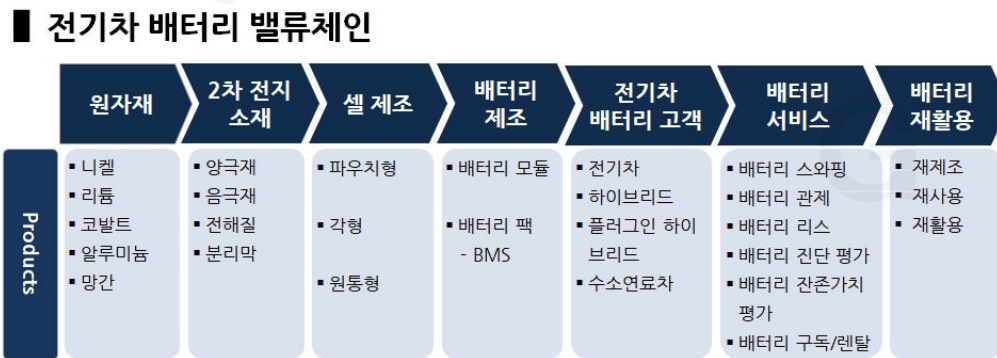 전기차 배터리 밸류체인
원자재
2차 전지
소재
셀 제조
배터리
제조
전기차
배터리 고객
배터리
서비스
배터리
재활용
Products
▪ 니켈
▪ 리튬
▪ 코발트
▪ 알루미늄
▪ 망간
▪ 양극재
▪ 음극재
▪ 전해질
▪ 분리막
▪ 파우치형
▪ 각형
▪ 원통형
▪ 배터리 모듈
▪ 배터리 팩
- BMS
▪ 전기차
▪ 하이브리드
▪ 플러그인 하이
브리드
▪ 수소연료차
▪ 배터리 스와핑
▪ 배터리 관제
▪ 배터리 리스
▪ 배터리 진단 평가
▪ 배터리 잔존가치
평가
▪ 배터리 구독/렌탈
▪ 재제조
▪ 재사용
▪ 재활용